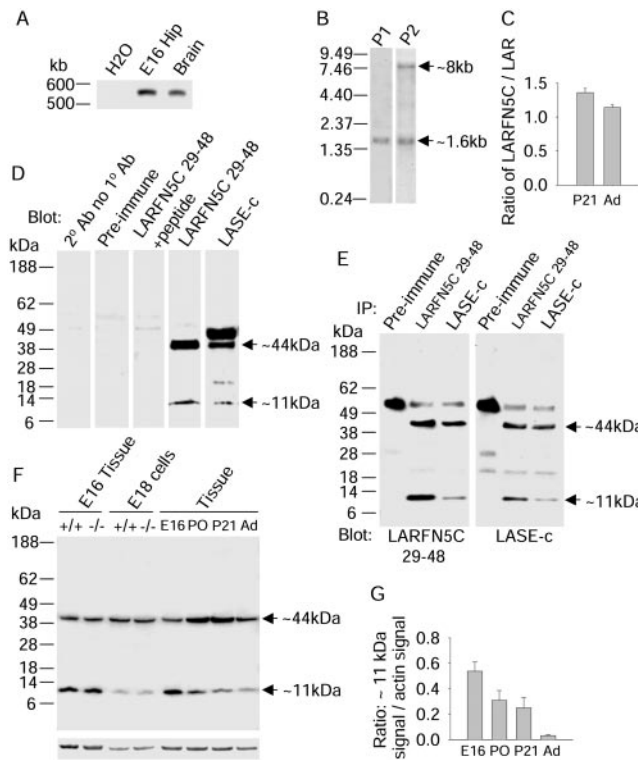 A
H2O
E16 Hip
Brain
kb
600
500
B
P1
P2
9.49
7.46
4.40
2.37
1.35
0.24
~8kb
~1.6kb
C
Ratio of LARFN5C / LAR
1.5
1.0
0.5
0.0
P21 Ad
D
Blot:
2º Ab no 1º Ab
Pre-immune
LARFN5C 29-48
+peptide
LARFN5C 29-48
LASE-c
kDa
188
62
49
38
28
18
14
6
~44kDa
~11kDa
E
IP:
Pre-immune
LARFN5C 29-48
LASE-c
Pre-immune
LARFN5C 29-48
LASE-c
kDa
188
62
49
38
28
18
14
6
~44kDa
~11kDa
Blot:
LARFN5C
29-48
LASE-c
F
E16 Tissue
E18 cells
Tissue
kDa
+/+ -/- +/+ -/- E16 PO P21 Ad
188
62
49
38
28
18
14
6
~44kDa
~11kDa
G
Ratio: ~ 11 kDa
signal / actin signal
0.8
0.6
0.4
0.2
0.0
E16 PO P21 Ad